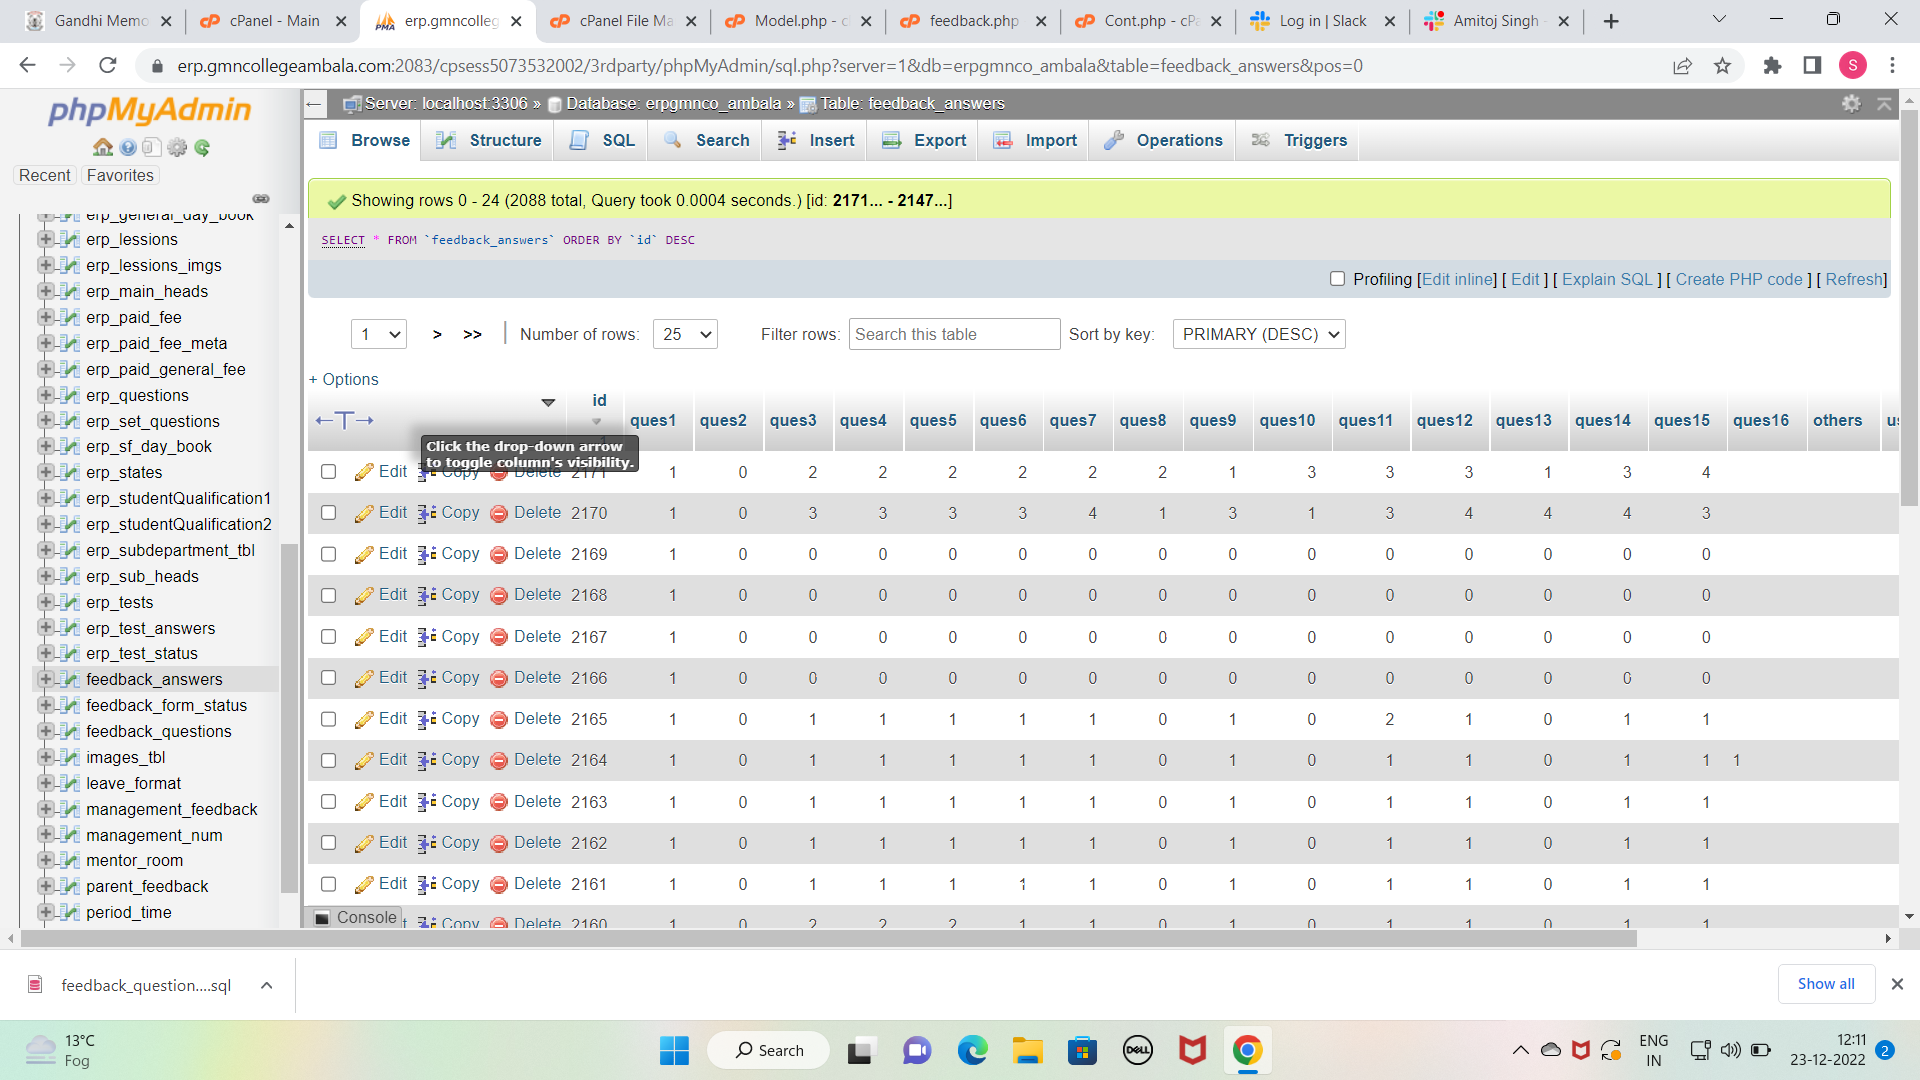 Gandhi Memo
cPanel - Main
erp.gmncolleg
cPanel File Ma
Model.php - c
feedback.php
Cont.php - cPa
Log in | Slack
Amitoj Singh -
erp.gmncollegeambala.com:2083/cpsess5073532002/3rdparty/phpMyAdmin/sql.php?server=1&db=erpgmnco_ambala&table=feedback_answers&pos=0
S
phpMyAdmin
Recent Favorites
erp_general_day_book
erp_lessions
erp_lessions_imgs
erp_main_heads
erp_paid_fee
erp_paid_fee_meta
erp_paid_general_fee
erp_questions
erp_set_questions
erp_sf_day_book
erp_states
erp_studentQualification1
erp_studentQualification2
erp_subdepartment_tbl
erp_sub_heads
erp_tests
erp_test_answers
erp_test_status
feedback_answers
feedback_form_status
feedback_questions
images_tbl
leave_format
management_feedback
management_num
mentor_room
parent_feedback
period_time
Server: localhost:3306 » Database: erpgmnco_ambala » Table: feedback_answers
Browse Structure SQL Search Insert Export Import Operations Triggers
Showing rows 0 - 24 (2088 total, Query took 0.0004 seconds.) [id: 2171... - 2147...]
SELECT * FROM `feedback_answers` ORDER BY `id` DESC
Profiling [Edit inline] [ Edit ] [ Explain SQL ] [ Create PHP code ] [ Refresh]
1 > >> Number of rows: 25 Filter rows: Search this table Sort by key: PRIMARY (DESC)
+ Options
←T→ id ques1 ques2 ques3 ques4 ques5 ques6 ques7 ques8 ques9 ques10 ques11 ques12 ques13 ques14 ques15 ques16 others us
Click the drop-down arrow
to toggle column's visibility.
Edit Copy Delete 2171 1 0 2 2 2 2 2 2 1 3 3 3 1 3 4
Edit Copy Delete 2170 1 0 3 3 3 3 4 1 3 1 3 4 4 4 3
Edit Copy Delete 2169 1 0 0 0 0 0 0 0 0 0 0 0 0 0 0
Edit Copy Delete 2168 1 0 0 0 0 0 0 0 0 0 0 0 0 0 0
Edit Copy Delete 2167 1 0 0 0 0 0 0 0 0 0 0 0 0 0 0
Edit Copy Delete 2166 1 0 0 0 0 0 0 0 0 0 0 0 0 0 0
Edit Copy Delete 2165 1 0 1 1 1 1 1 0 1 0 2 1 0 1 1
Edit Copy Delete 2164 1 0 1 1 1 1 1 0 1 0 1 1 0 1 1 1
Edit Copy Delete 2163 1 0 1 1 1 1 1 0 1 0 1 1 0 1 1
Edit Copy Delete 2162 1 0 1 1 1 1 1 0 1 0 1 1 0 1 1
Edit Copy Delete 2161 1 0 1 1 1 1 1 0 1 0 1 1 0 1 1
Console Copy Delete 2160 1 0 2 2 2 1 1 0 1 0 1 1 0 1 1
feedback_question....sql
Show all
13°C
Fog
Search
DELL
ENG
IN
12:11
23-12-2022
2